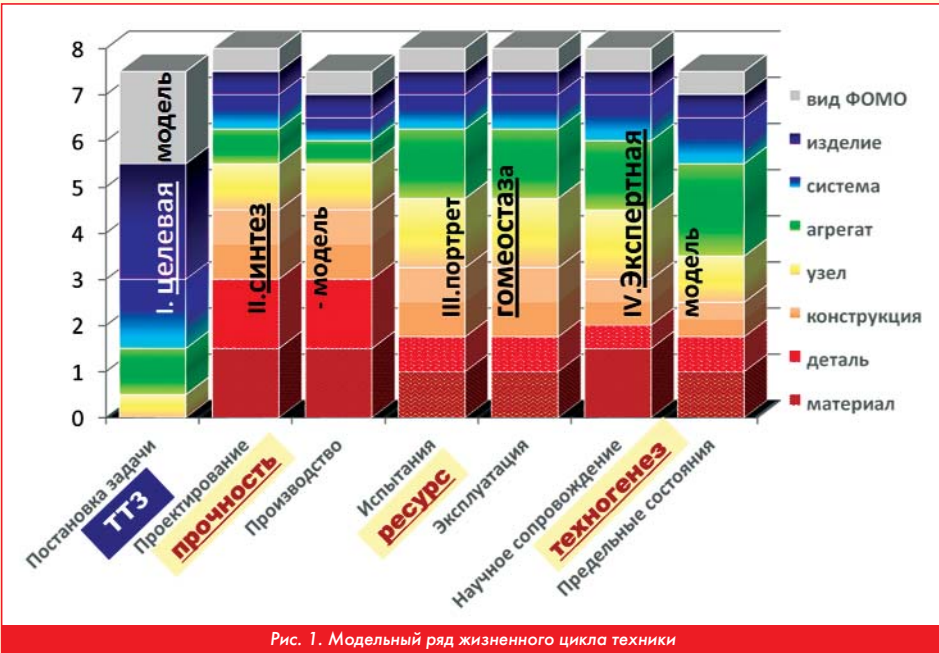 8
7
6
5
4
3
2
1
0
I. целевая модель
II.синтез - модель
III.портрет гомеостаза
IV.Экспертная модель
вид ФОМО
изделие
система
агрегат
узел
конструкция
деталь
материал
Постановка задачи
ТТЗ
Проектирование
прочность
Производство
Испытания
ресурс
Эксплуатация
Научное сопровождение
техногенез
Предельные состояния
Рис. 1. Модельный ряд жизненного цикла техники